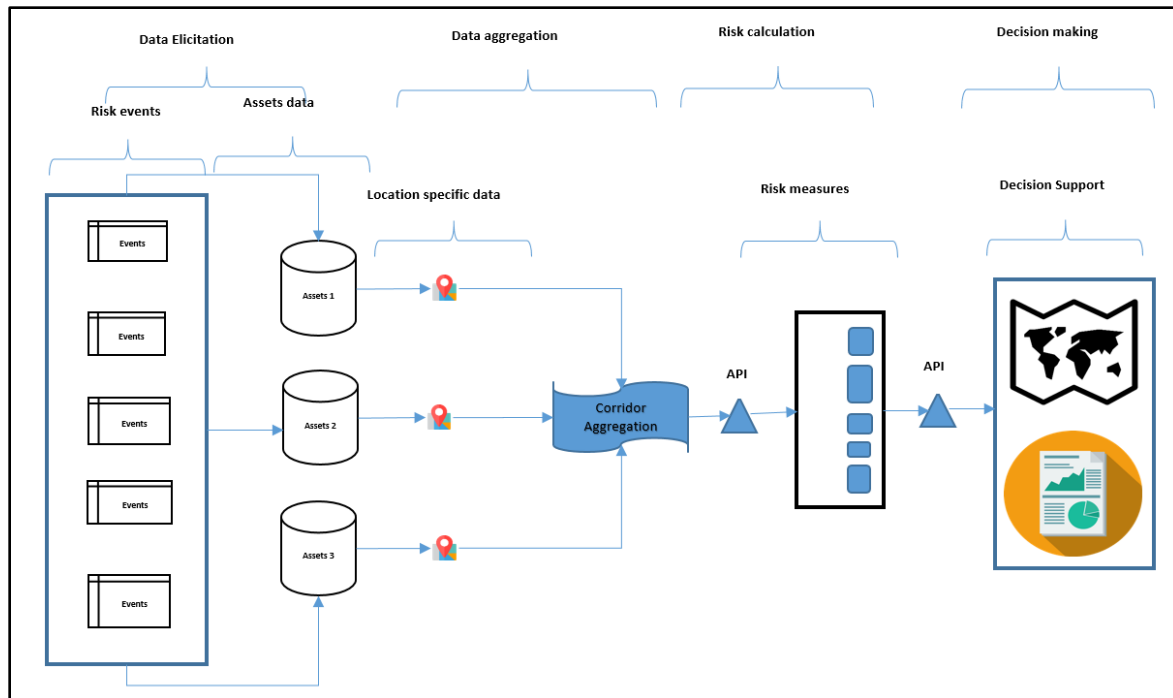 Data Elicitation
Data aggregation
Risk calculation
Decision making
Risk events
Assets data
Location specific data
Risk measures
Decision Support
Events
Events
Events
Events
Events
Assets 1
Assets 2
Assets 3
Corridor
Aggregation
API
API